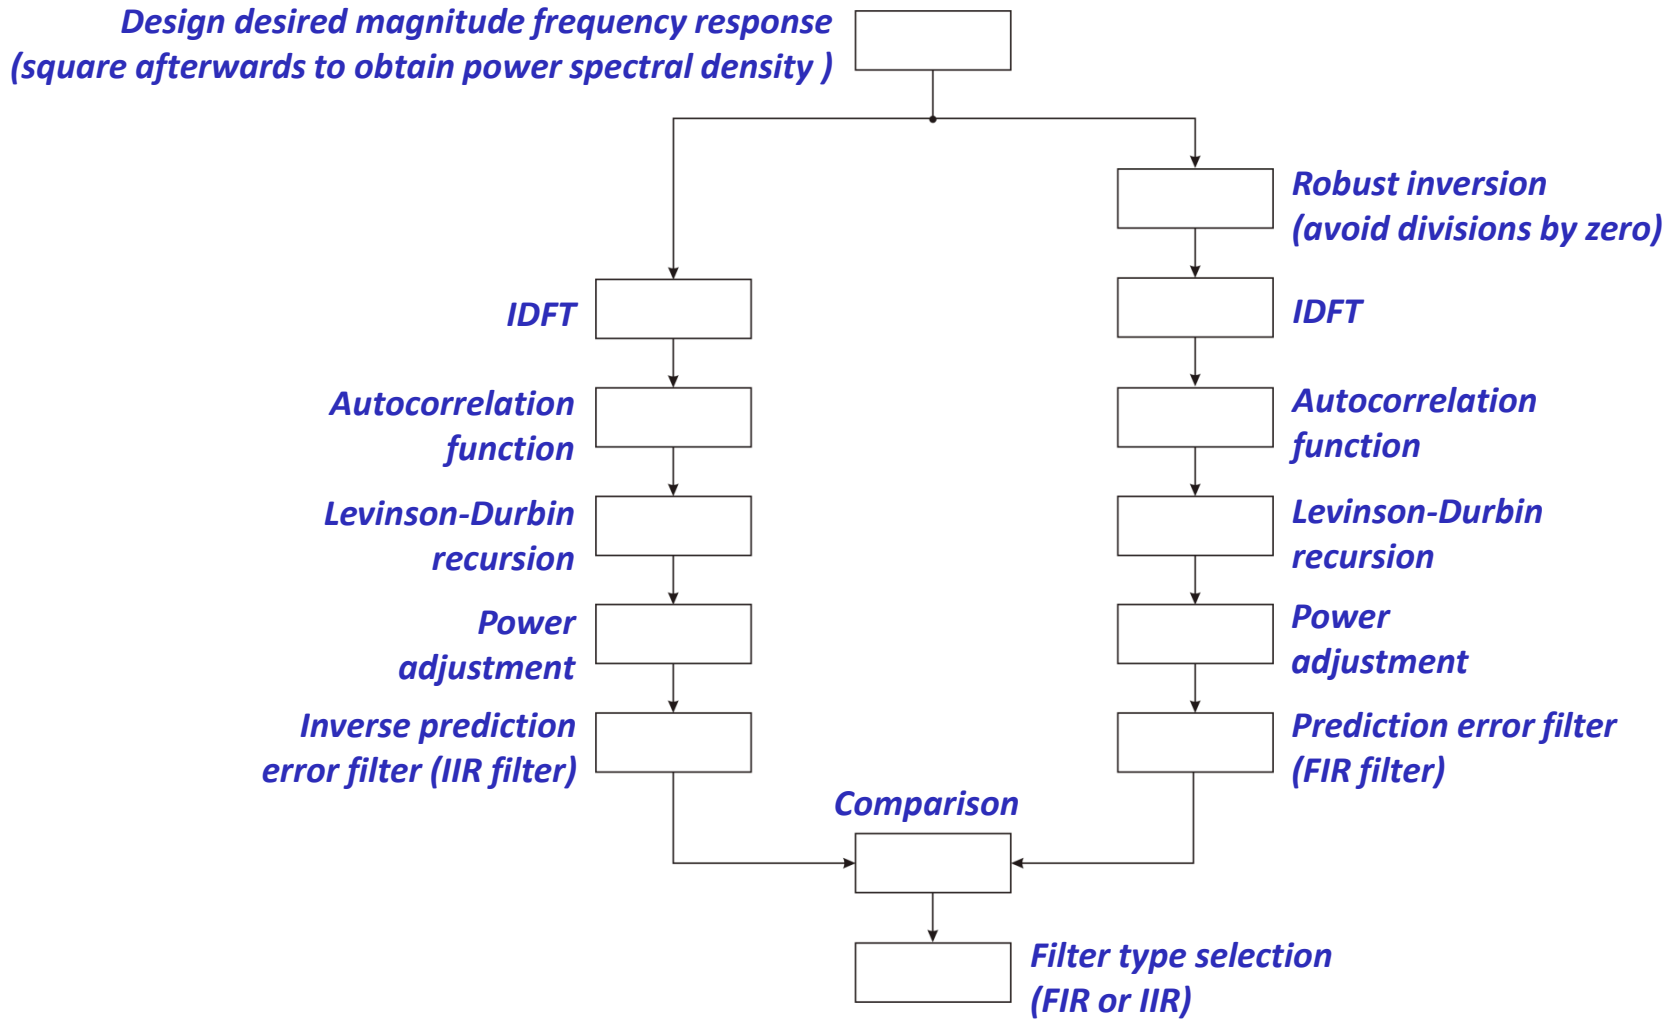 Design desired magnitude frequency response
(square afterwards to obtain power spectral density )
Robust inversion
(avoid divisions by zero)
IDFT
IDFT
Autocorrelation
function
Autocorrelation
function
Levinson-Durbin
recursion
Levinson-Durbin
recursion
Power
adjustment
Power
adjustment
Inverse prediction
error filter (IIR filter)
Prediction error filter
(FIR filter)
Comparison
Filter type selection
(FIR or IIR)